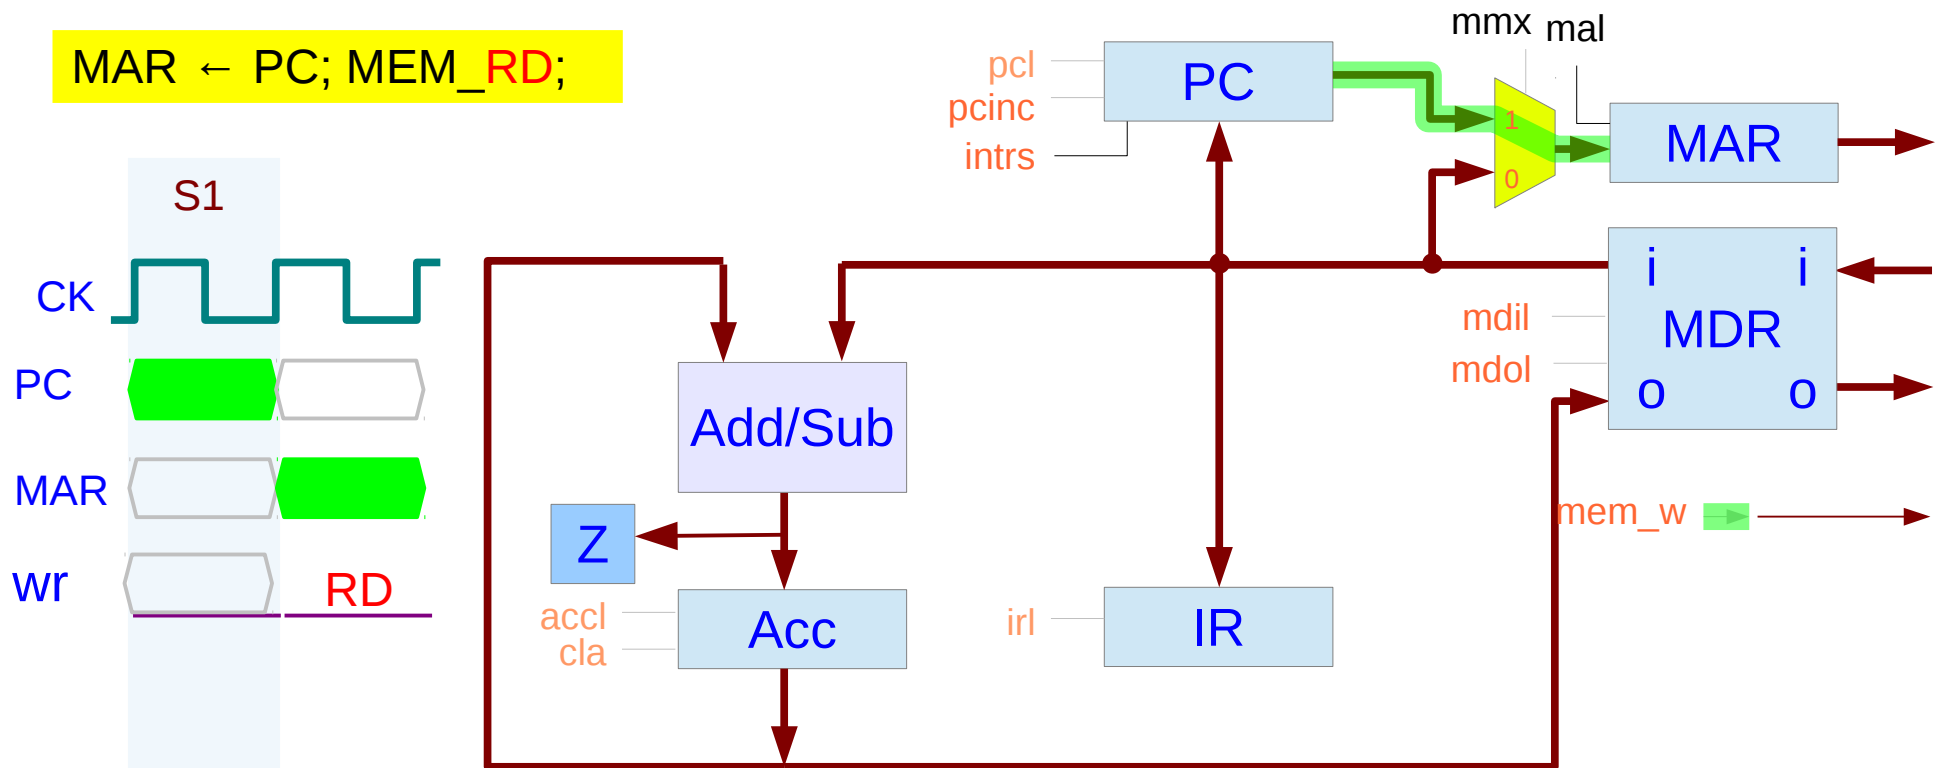 MAR ← PC; MEM_RD;
S1
CK
PC
MAR
wr
RD
mmx
mal
pcl
pcinc
intrs
PC
1
0
MAR
i
i
MDR
o
o
mdil
mdol
Add/Sub
Z
mem_w
accl
cla
Acc
irl
IR